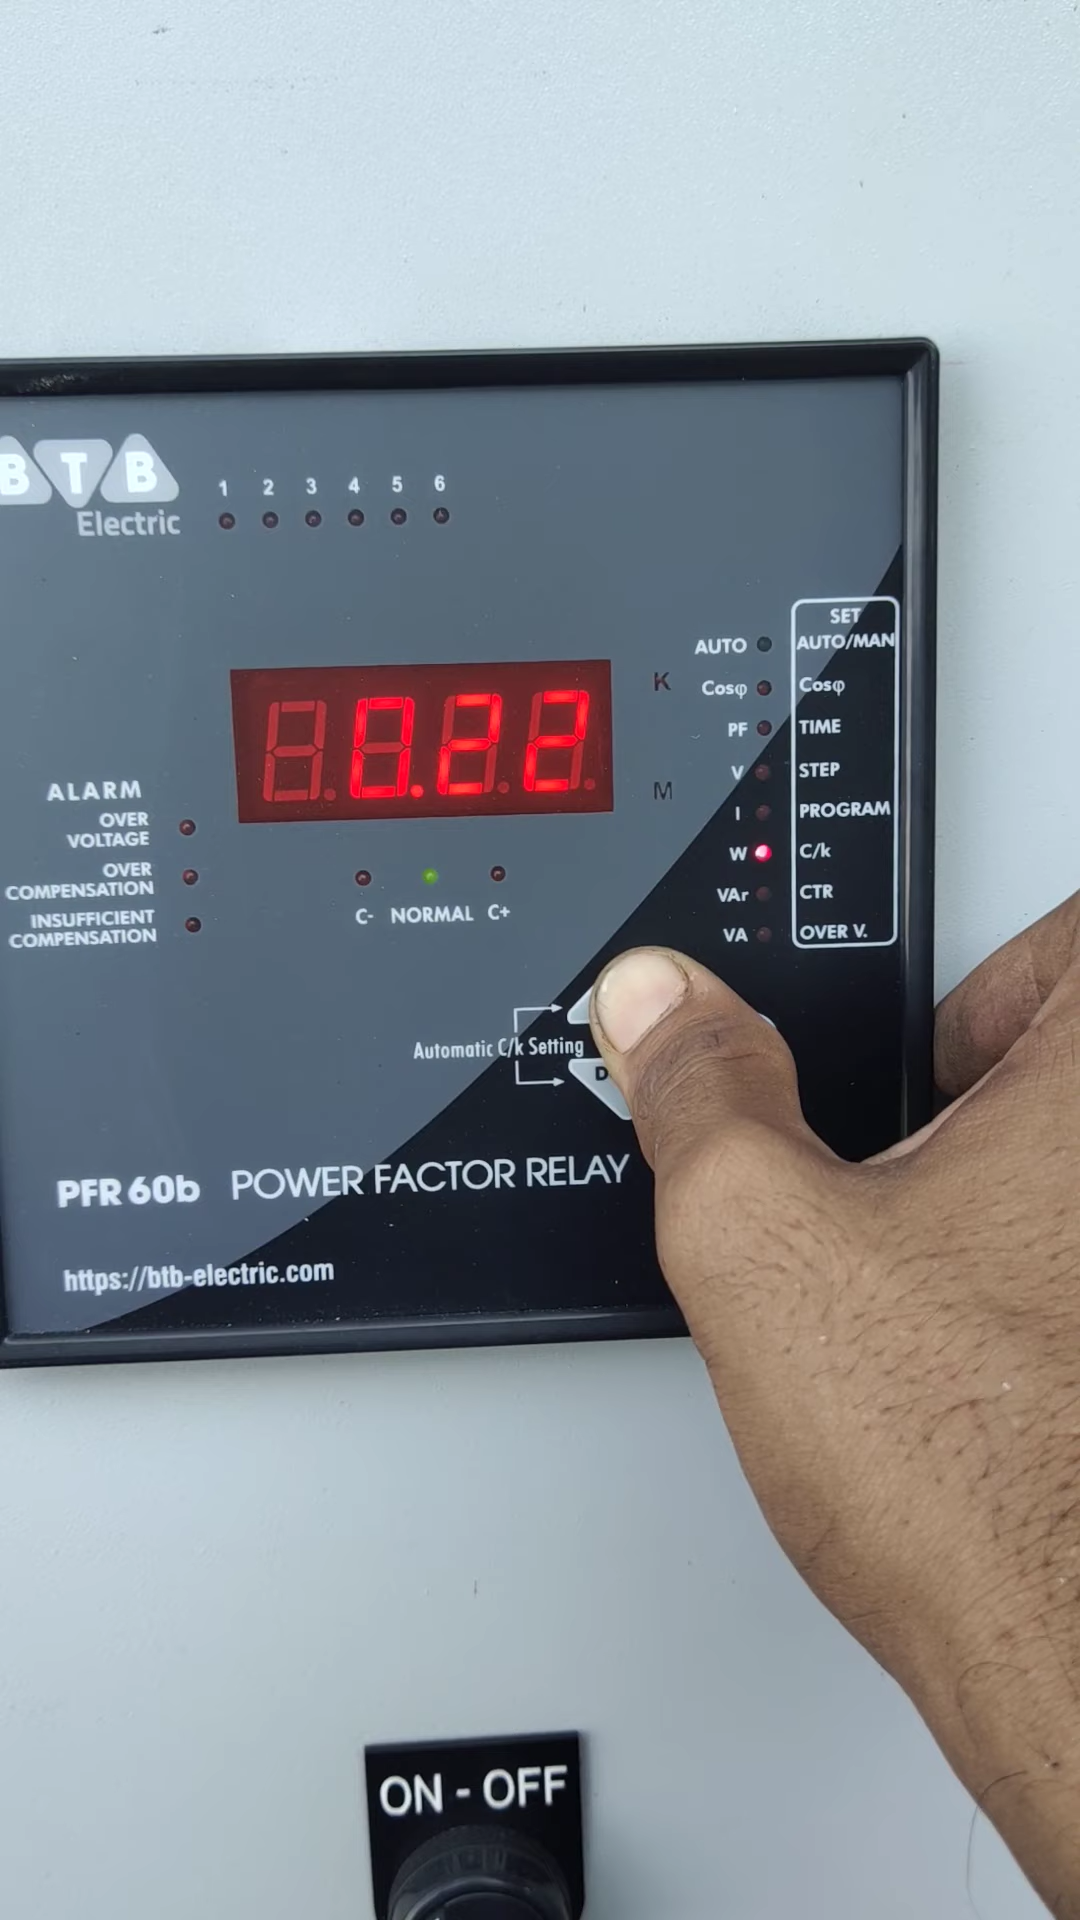 BTB
Electric
1 2 3 4 5 6
SET
AUTO AUTO/MAN
Cosφ Cosφ
PF TIME
V STEP
I PROGRAM
W C/k
VAr CTR
VA OVER V.
K
M
0.22
ALARM
OVER
VOLTAGE
OVER
COMPENSATION
INSUFFICIENT
COMPENSATION
C- NORMAL C+
Automatic C/k Setting
PFR 60b POWER FACTOR RELAY
https://btb-electric.com
ON - OFF